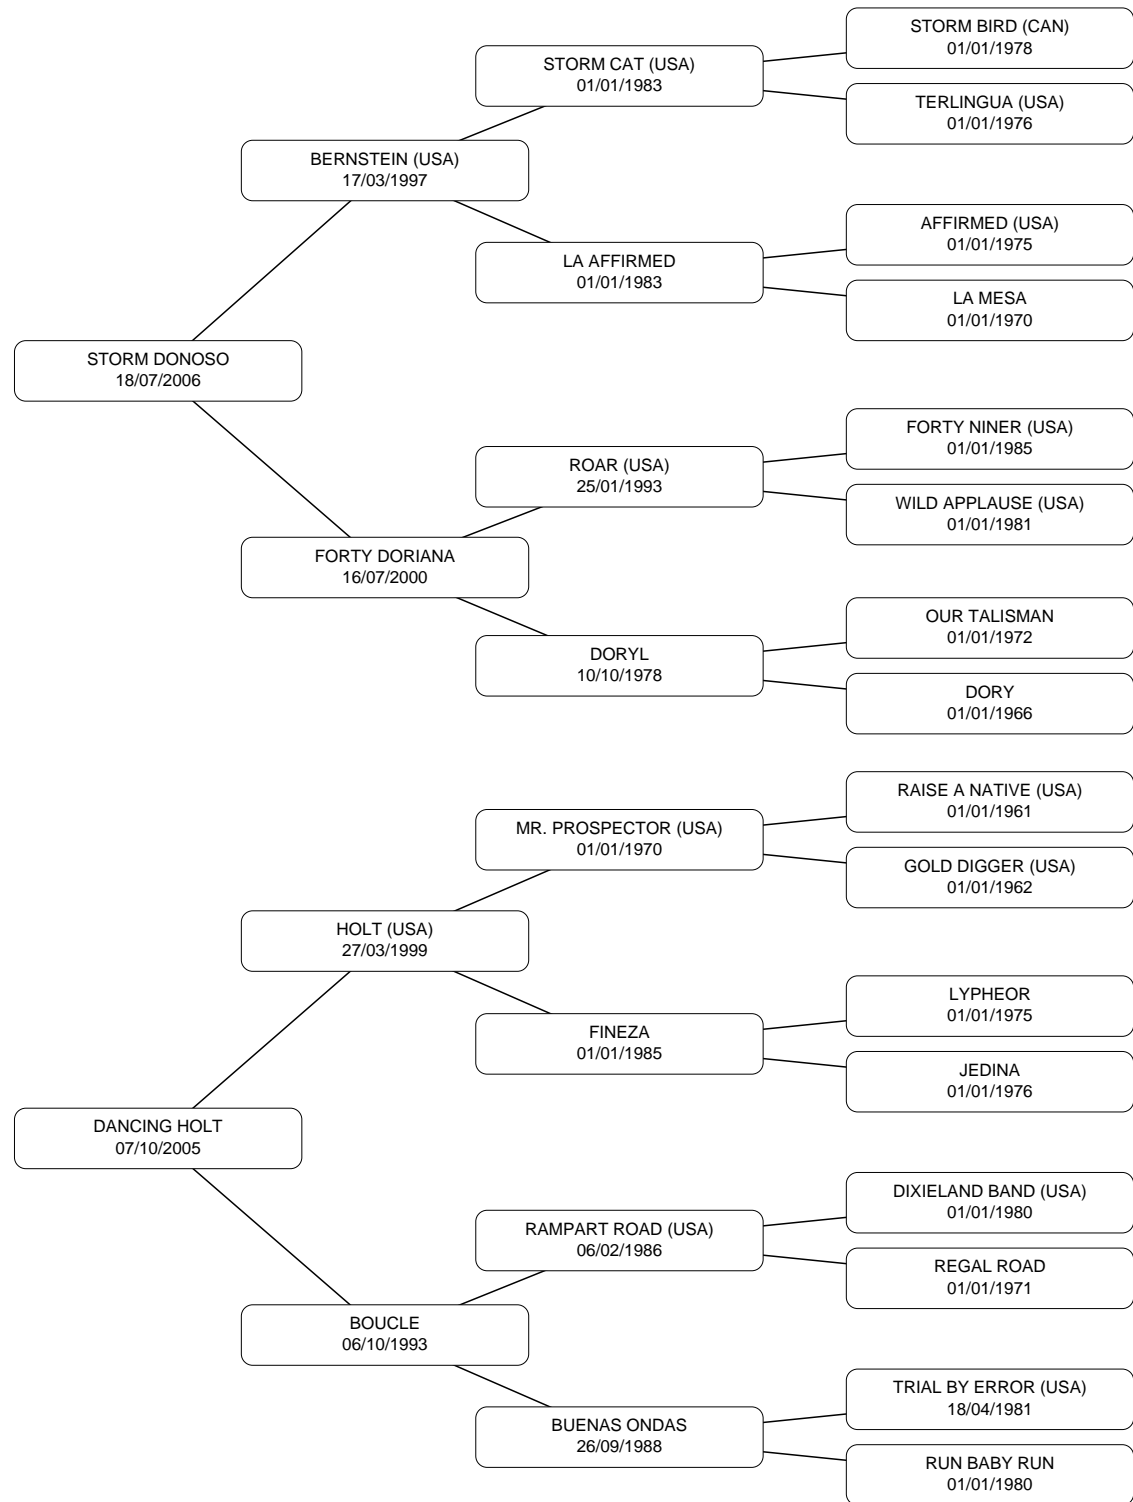 STORM BIRD (CAN)
01/01/1978
STORM CAT (USA)
01/01/1983
TERLINGUA (USA)
01/01/1976
BERNSTEIN (USA)
17/03/1997
AFFIRMED (USA)
01/01/1975
LA AFFIRMED
01/01/1983
LA MESA
01/01/1970
STORM DONOSO
18/07/2006
FORTY NINER (USA)
01/01/1985
ROAR (USA)
25/01/1993
WILD APPLAUSE (USA)
01/01/1981
FORTY DORIANA
16/07/2000
OUR TALISMAN
01/01/1972
DORYL
10/10/1978
DORY
01/01/1966
RAISE A NATIVE (USA)
01/01/1961
MR. PROSPECTOR (USA)
01/01/1970
GOLD DIGGER (USA)
01/01/1962
HOLT (USA)
27/03/1999
LYPHEOR
01/01/1975
FINEZA
01/01/1985
JEDINA
01/01/1976
DANCING HOLT
07/10/2005
DIXIELAND BAND (USA)
01/01/1980
RAMPART ROAD (USA)
06/02/1986
REGAL ROAD
01/01/1971
BOUCLE
06/10/1993
TRIAL BY ERROR (USA)
18/04/1981
BUENAS ONDAS
26/09/1988
RUN BABY RUN
01/01/1980